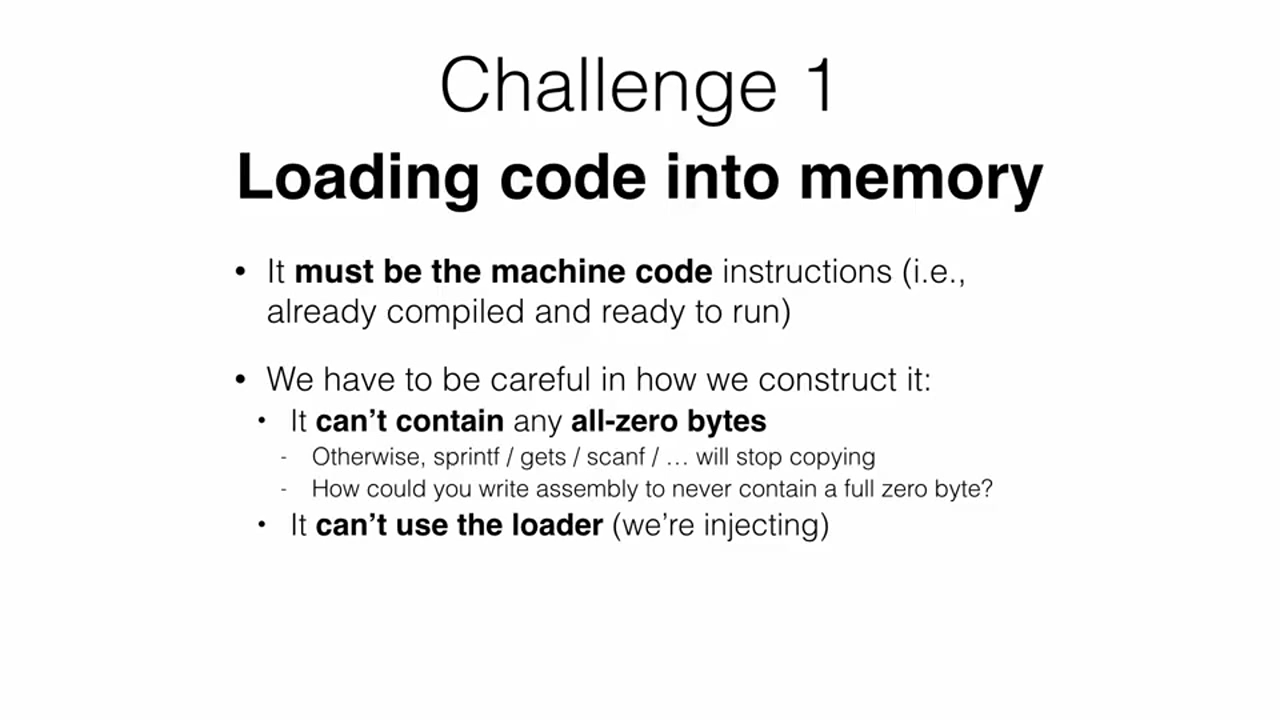 Challenge 1
Loading code into memory
• It must be the machine code instructions (i.e.,
already compiled and ready to run)
• We have to be careful in how we construct it:
• It can’t contain any all-zero bytes
- Otherwise, sprintf / gets / scanf / … will stop copying
- How could you write assembly to never contain a full zero byte?
• It can’t use the loader (we’re injecting)